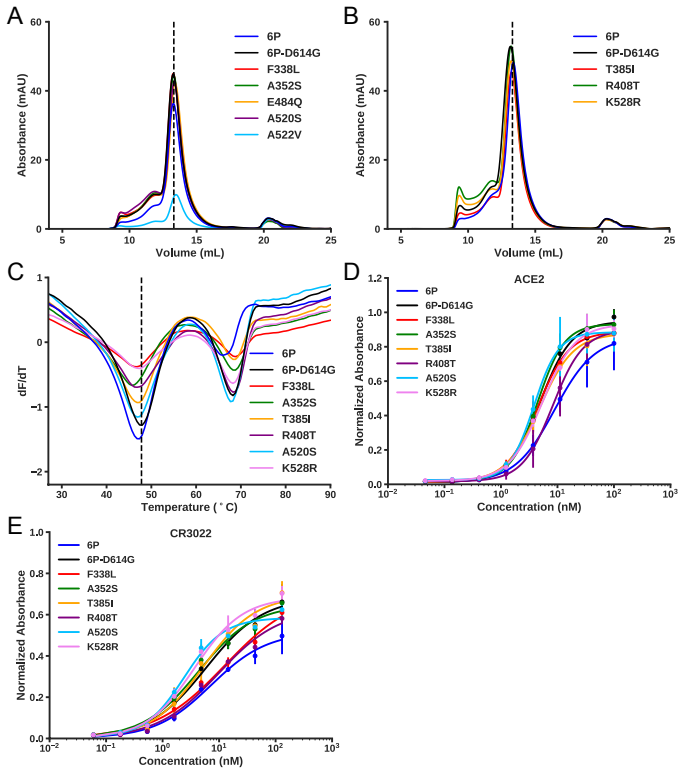 A
60
40
20
0
5
10
15
20
25
Absorbance (mAU)
Volume (mL)
6P
6P-D614G
F338L
A352S
E484Q
A520S
A522V
B
60
40
20
0
5
10
15
20
25
Absorbance (mAU)
Volume (mL)
6P
6P-D614G
T385I
R408T
K528R
C
1
0
−1
−2
30
40
50
60
70
80
90
dF/dT
Temperature (°C)
6P
6P-D614G
F338L
A352S
T385I
R408T
A520S
K528R
D
ACE2
1.2
1.0
0.8
0.6
0.4
0.2
0.0
10⁻²
10⁻¹
10⁰
10¹
10²
10³
Normalized Absorbance
Concentration (nM)
6P
6P-D614G
F338L
A352S
T385I
R408T
A520S
K528R
E
CR3022
1.0
0.8
0.6
0.4
0.2
0.0
10⁻²
10⁻¹
10⁰
10¹
10²
10³
Normalized Absorbance
Concentration (nM)
6P
6P-D614G
F338L
A352S
T385I
R408T
A520S
K528R